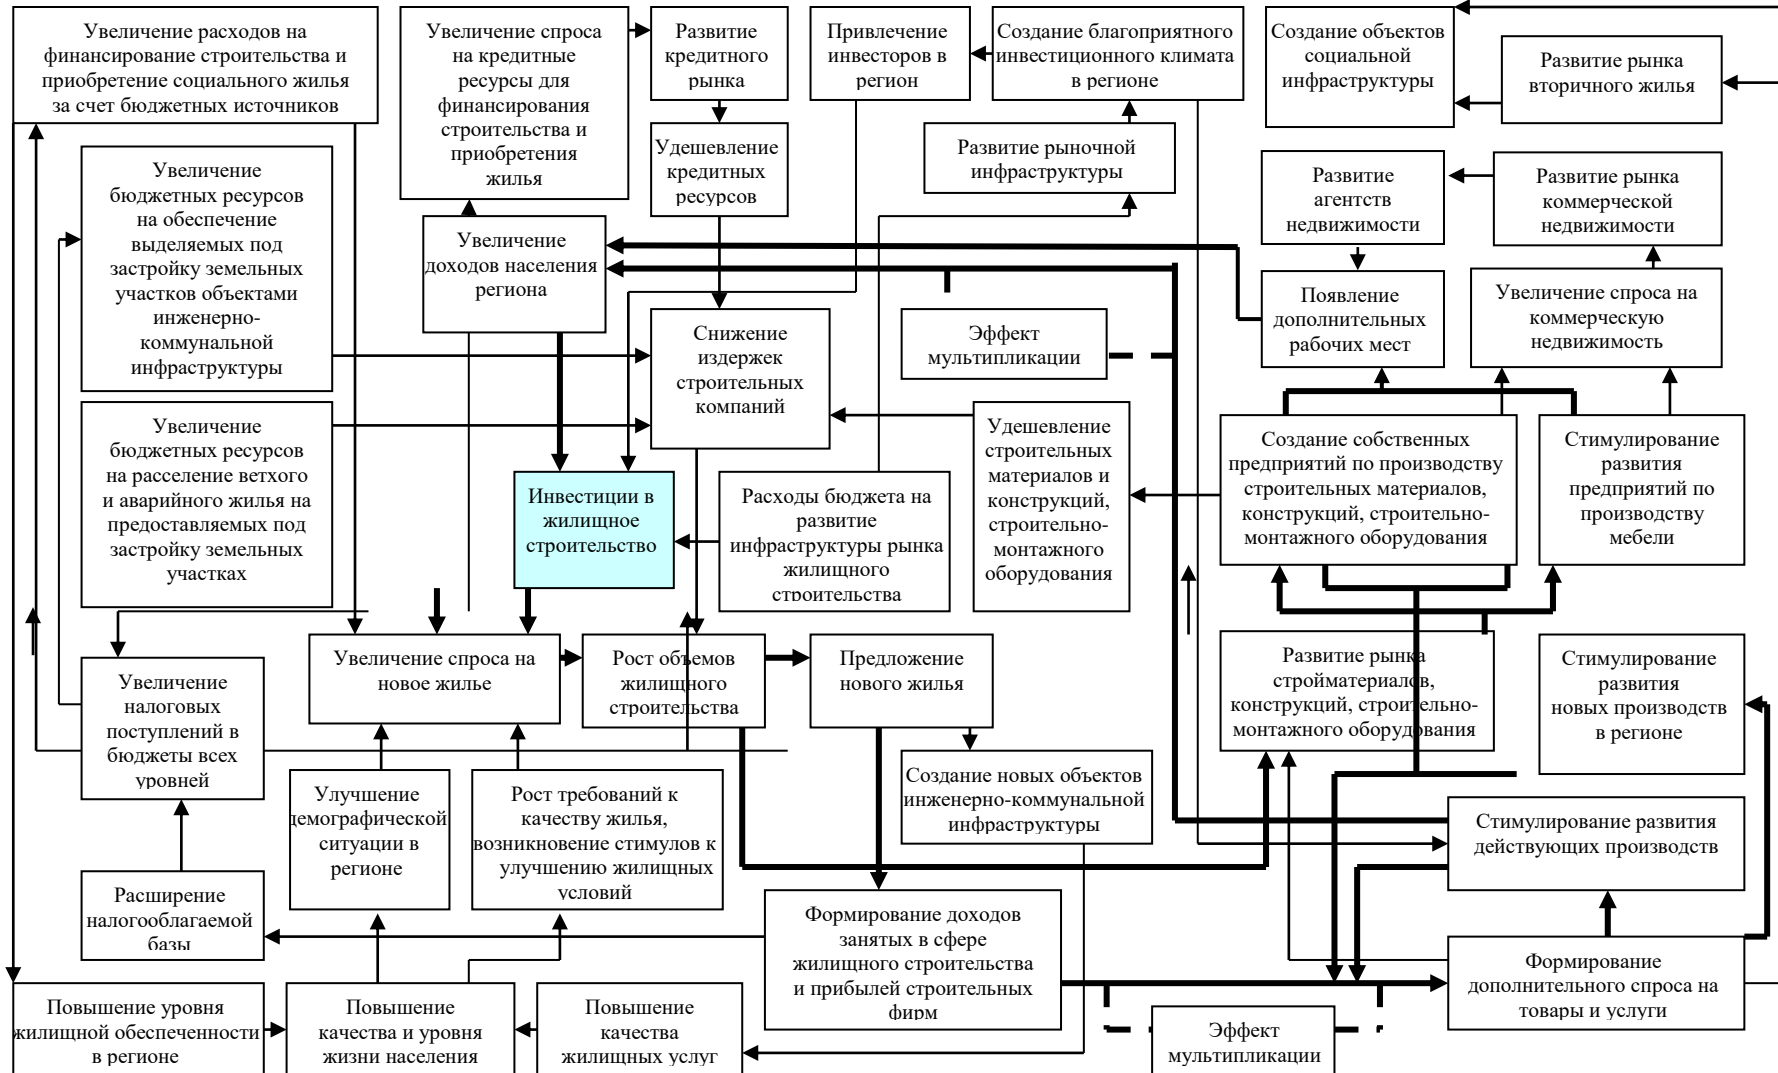 Увеличение расходов на
финансирование строительства и
приобретение социального жилья
за счет бюджетных источников
Увеличение спроса
на кредитные
ресурсы для
финансирования
строительства и
приобретения
жилья
Развитие
кредитного
рынка
Привлечение
инвесторов в
регион
Создание благоприятного
инвестиционного климата
в регионе
Создание объектов
социальной
инфраструктуры
Развитие рынка
вторичного жилья
Увеличение
бюджетных ресурсов
на обеспечение
выделяемых под
застройку земельных
участков объектами
инженерно-
коммунальной
инфраструктуры
Удешевление
кредитных
ресурсов
Развитие рыночной
инфраструктуры
Развитие
агентств
недвижимости
Развитие рынка
коммерческой
недвижимости
Увеличение
доходов населения
региона
Появление
дополнительных
рабочих мест
Увеличение спроса на
коммерческую
недвижимость
Снижение
издержек
строительных
компаний
Эффект
мультипликации
Увеличение
бюджетных ресурсов
на расселение ветхого
и аварийного жилья на
предоставляемых под
застройку земельных
участках
Удешевление
строительных
материалов и
конструкций,
строительно-
монтажного
оборудования
Создание собственных
предприятий по производству
строительных материалов,
конструкций, строительно-
монтажного оборудования
Стимулирование
развития
предприятий по
производству
мебели
Инвестиции в
жилищное
строительство
Расходы бюджета на
развитие
инфраструктуры рынка
жилищного
строительства
Увеличение
налоговых
поступлений в
бюджеты всех
уровней
Увеличение спроса на
новое жилье
Рост объемов
жилищного
строительства
Предложение
нового жилья
Развитие рынка
стройматериалов,
конструкций, строительно-
монтажного оборудования
Стимулирование
развития
новых производств
в регионе
Улучшение
демографической
ситуации в
регионе
Рост требований к
качеству жилья,
возникновение стимулов к
улучшению жилищных
условий
Создание новых объектов
инженерно-коммунальной
инфраструктуры
Стимулирование развития
действующих производств
Расширение
налогооблагаемой
базы
Формирование доходов
занятых в сфере
жилищного строительства
и прибылей строительных
фирм
Формирование
дополнительного спроса на
товары и услуги
Повышение уровня
жилищной обеспеченности
в регионе
Повышение
качества и уровня
жизни населения
Повышение
качества
жилищных услуг
Эффект
мультипликации